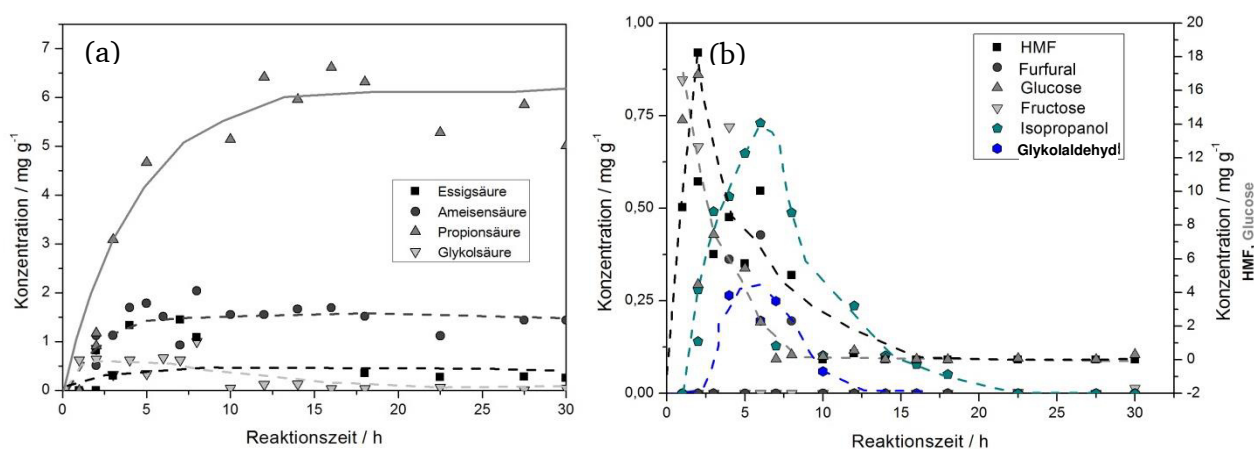 (a)
Konzentration / mg g⁻¹
7
6
5
4
3
2
1
0
Essigsäure
Ameisensäure
Propionsäure
Glykolsäure
0 5 10 15 20 25 30
Reaktionszeit / h
(b)
Konzentration / mg g⁻¹
1,00
0,75
0,50
0,25
0,00
HMF
Furfural
Glucose
Fructose
Isopropanol
Glykolaldehyd
20
18
16
14
12
10
8
6
4
2
0
-2
Konzentration / mg g⁻¹
HMF, Glucose
0 5 10 15 20 25 30
Reaktionszeit / h